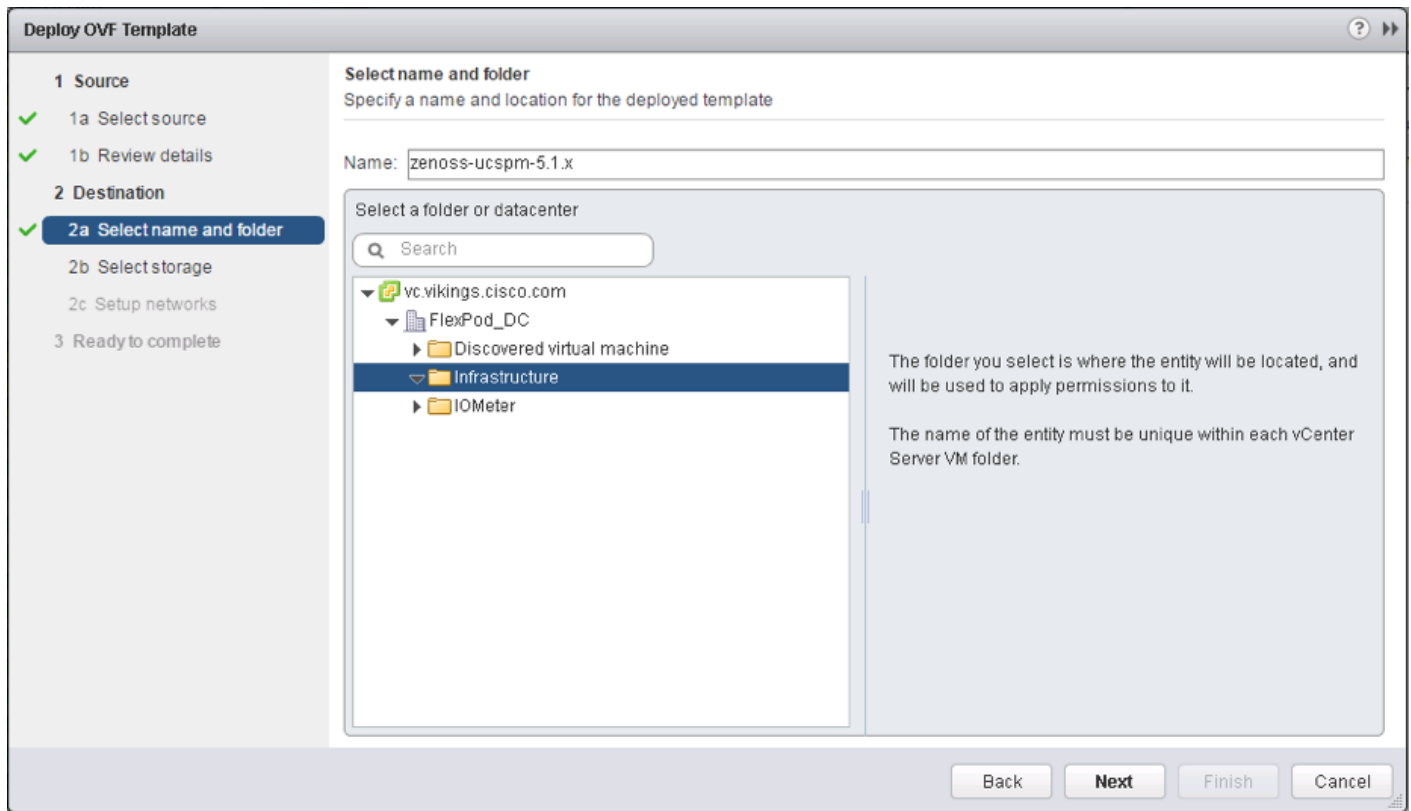 Deploy OVF Template
?
1 Source
1a Select source
1b Review details
2 Destination
2a Select name and folder
2b Select storage
2c Setup networks
3 Ready to complete
Select name and folder
Specify a name and location for the deployed template
Name: zenoss-ucspm-5.1.x
Select a folder or datacenter
Search
vc.vikings.cisco.com
FlexPod_DC
Discovered virtual machine
Infrastructure
IOMeter
The folder you select is where the entity will be located, and
will be used to apply permissions to it.
The name of the entity must be unique within each vCenter
Server VM folder.
Back Next Finish Cancel